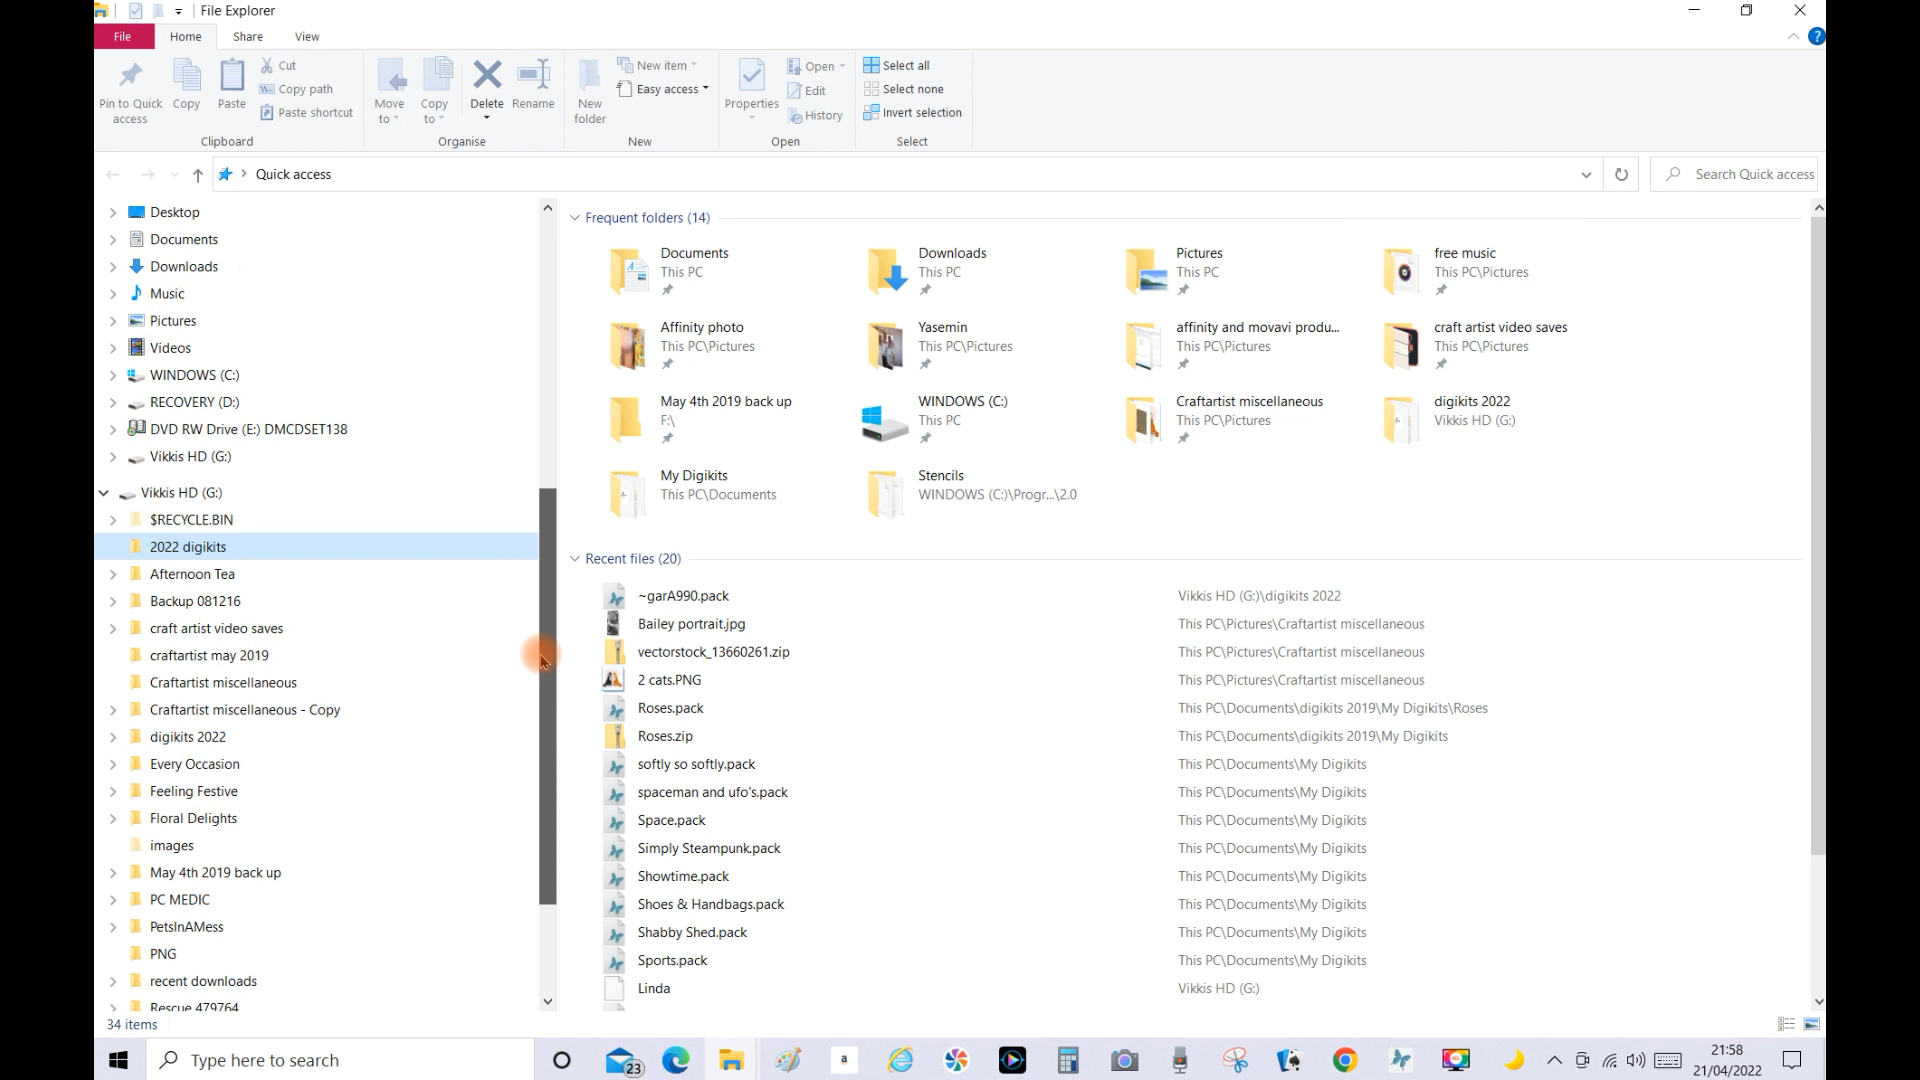 File Explorer
File Home Share View
Pin to Quick access
Copy
Paste
Cut
Copy path
Paste shortcut
Clipboard
Move to
Copy to
Delete
Rename
Organise
New folder
New item
Easy access
New
Properties
Open
Edit
History
Open
Select all
Select none
Invert selection
Select
Quick access
Search Quick access
Desktop
Documents
Downloads
Music
Pictures
Videos
WINDOWS (C:)
RECOVERY (D:)
DVD RW Drive (E:) DMCDSET138
Vikkis HD (G:)
Vikkis HD (G:)
$RECYCLE.BIN
2022 digikits
Afternoon Tea
Backup 081216
craft artist video saves
craftartist may 2019
Craftartist miscellaneous
Craftartist miscellaneous - Copy
digikits 2022
Every Occasion
Feeling Festive
Floral Delights
images
May 4th 2019 back up
PC MEDIC
PetsInAMess
PNG
recent downloads
Rescue 479764
Frequent folders (14)
Documents
This PC
Downloads
This PC
Pictures
This PC
free music
This PC\Pictures
Affinity photo
This PC\Pictures
Yasemin
This PC\Pictures
affinity and movavi produ...
This PC\Pictures
craft artist video saves
This PC\Pictures
May 4th 2019 back up
F:\
WINDOWS (C:)
This PC
Craftartist miscellaneous
This PC\Pictures
digikits 2022
Vikkis HD (G:)
My Digikits
This PC\Documents
Stencils
WINDOWS (C:)\Progr...\2.0
Recent files (20)
~garA990.pack Vikkis HD (G:)\digikits 2022
Bailey portrait.jpg This PC\Pictures\Craftartist miscellaneous
vectorstock_13660261.zip This PC\Pictures\Craftartist miscellaneous
2 cats.PNG This PC\Pictures\Craftartist miscellaneous
Roses.pack This PC\Documents\digikits 2019\My Digikits\Roses
Roses.zip This PC\Documents\digikits 2019\My Digikits
softly so softly.pack This PC\Documents\My Digikits
spaceman and ufo's.pack This PC\Documents\My Digikits
Space.pack This PC\Documents\My Digikits
Simply Steampunk.pack This PC\Documents\My Digikits
Showtime.pack This PC\Documents\My Digikits
Shoes & Handbags.pack This PC\Documents\My Digikits
Shabby Shed.pack This PC\Documents\My Digikits
Sports.pack This PC\Documents\My Digikits
Linda Vikkis HD (G:)
34 items
Type here to search
23
a
21:58
21/04/2022